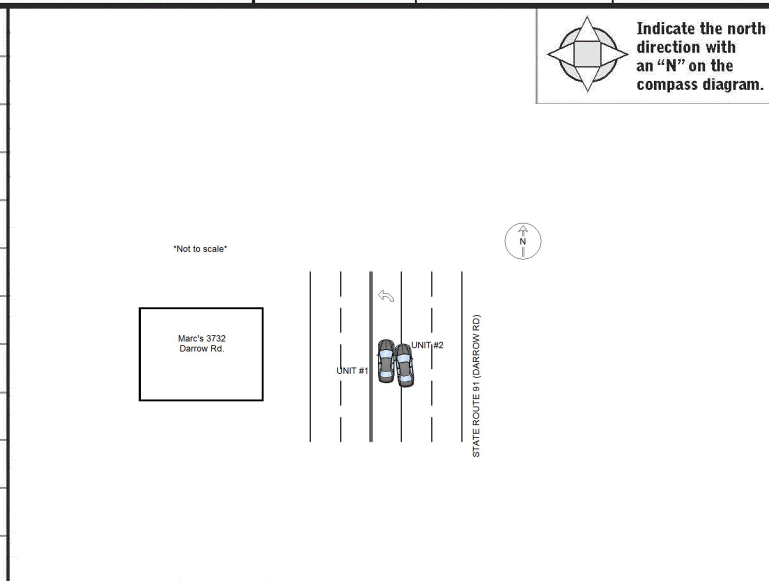 Indicate the north
direction with
an “N” on the
compass diagram.
N
*Not to scale*
Marc's 3732
Darrow Rd.
UNIT #1
UNIT #2
STATE ROUTE 91 (DARROW RD)